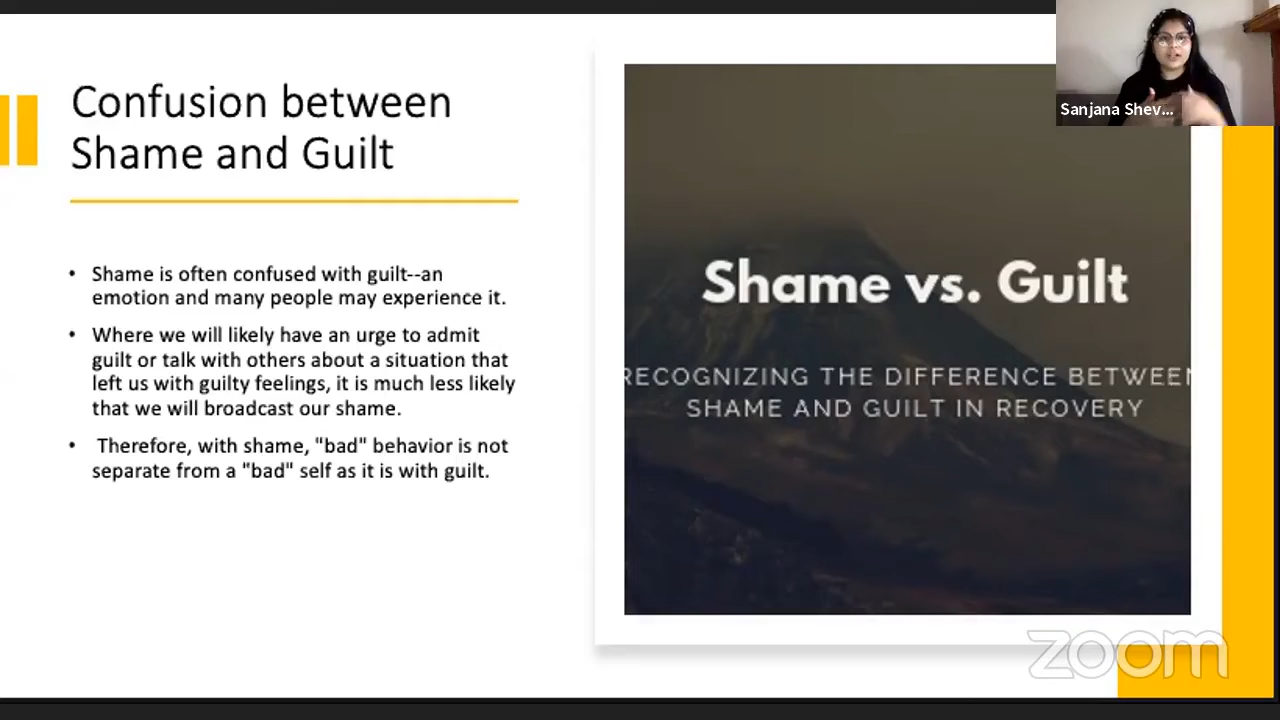 Confusion between
Shame and Guilt
• Shame is often confused with guilt--an
emotion and many people may experience it.
• Where we will likely have an urge to admit
guilt or talk with others about a situation that
left us with guilty feelings, it is much less likely
that we will broadcast our shame.
• Therefore, with shame, "bad" behavior is not
separate from a "bad" self as it is with guilt.
Shame vs. Guilt
RECOGNIZING THE DIFFERENCE BETWEEN
SHAME AND GUILT IN RECOVERY
Sanjana Shev...
zoom